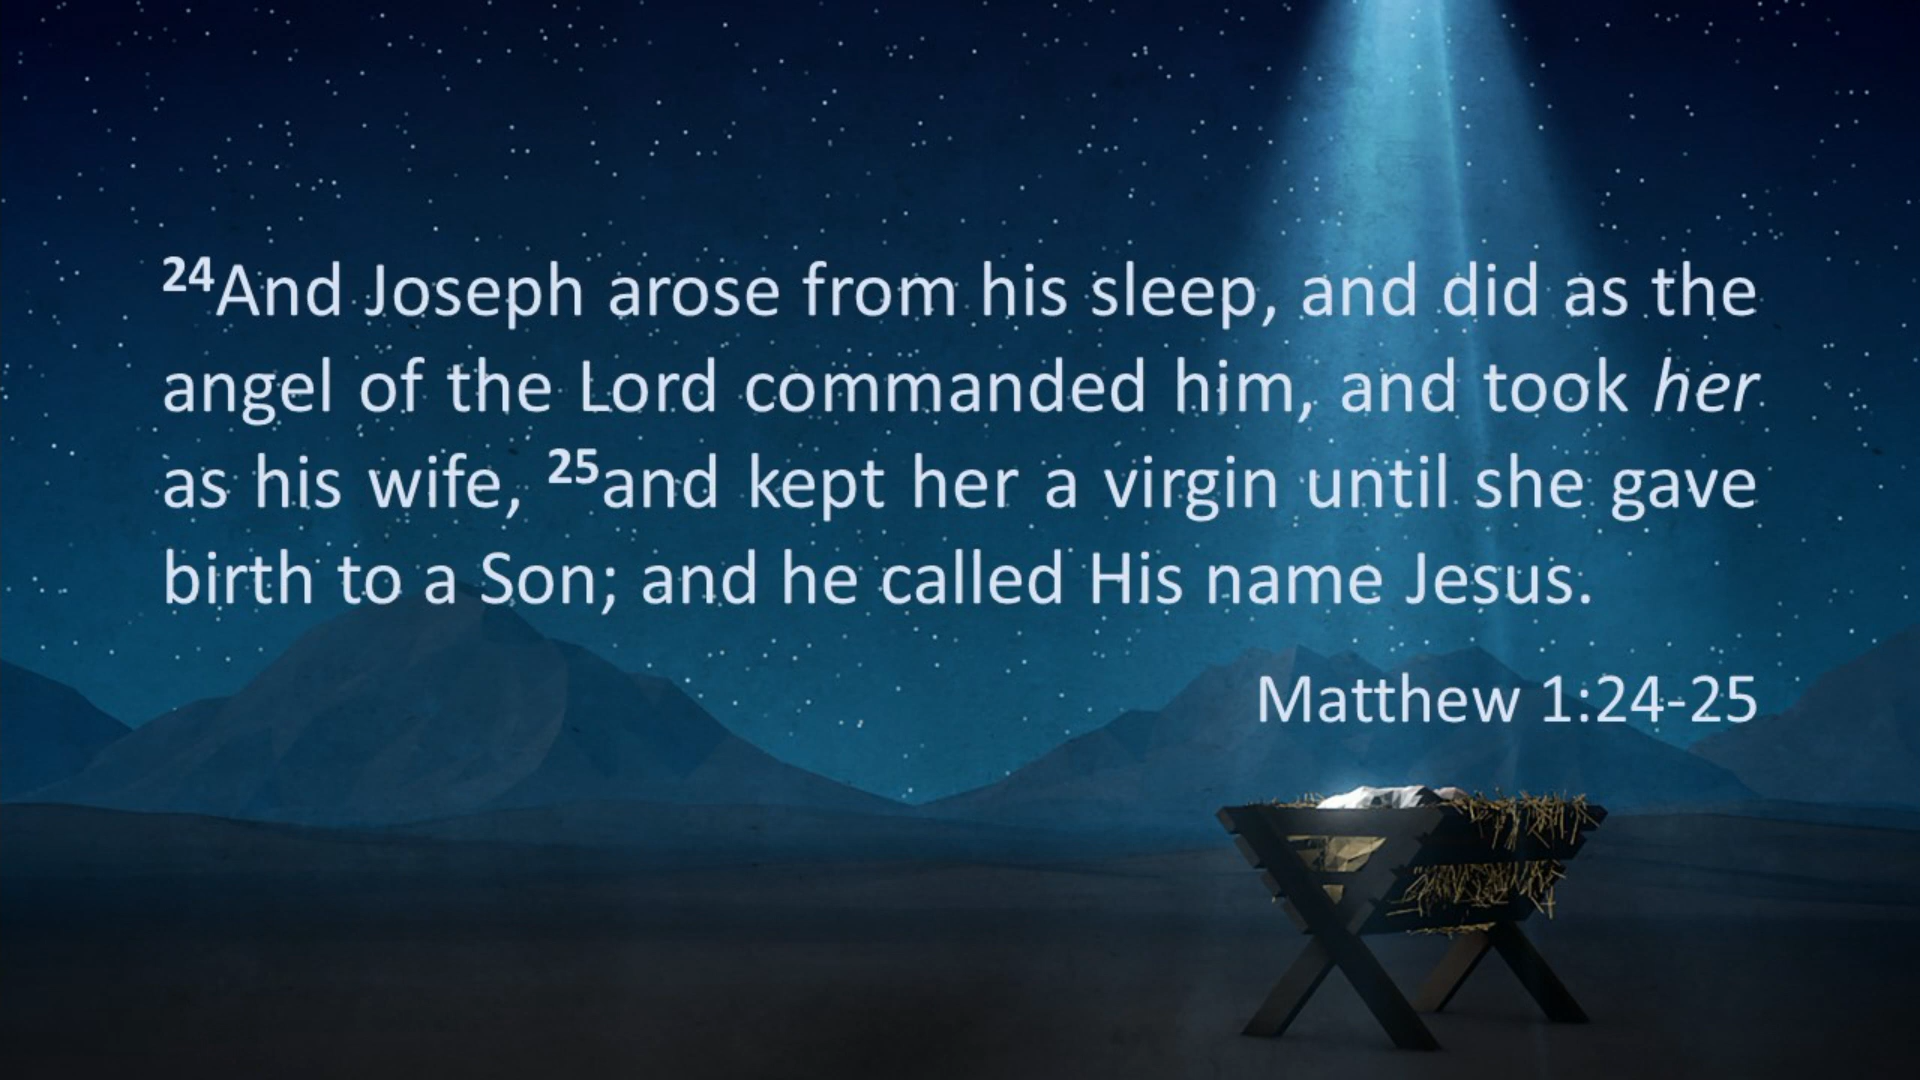 24And Joseph arose from his sleep, and did as the
angel of the Lord commanded him, and took her
as his wife, 25and kept her a virgin until she gave
birth to a Son; and he called His name Jesus.
Matthew 1:24-25